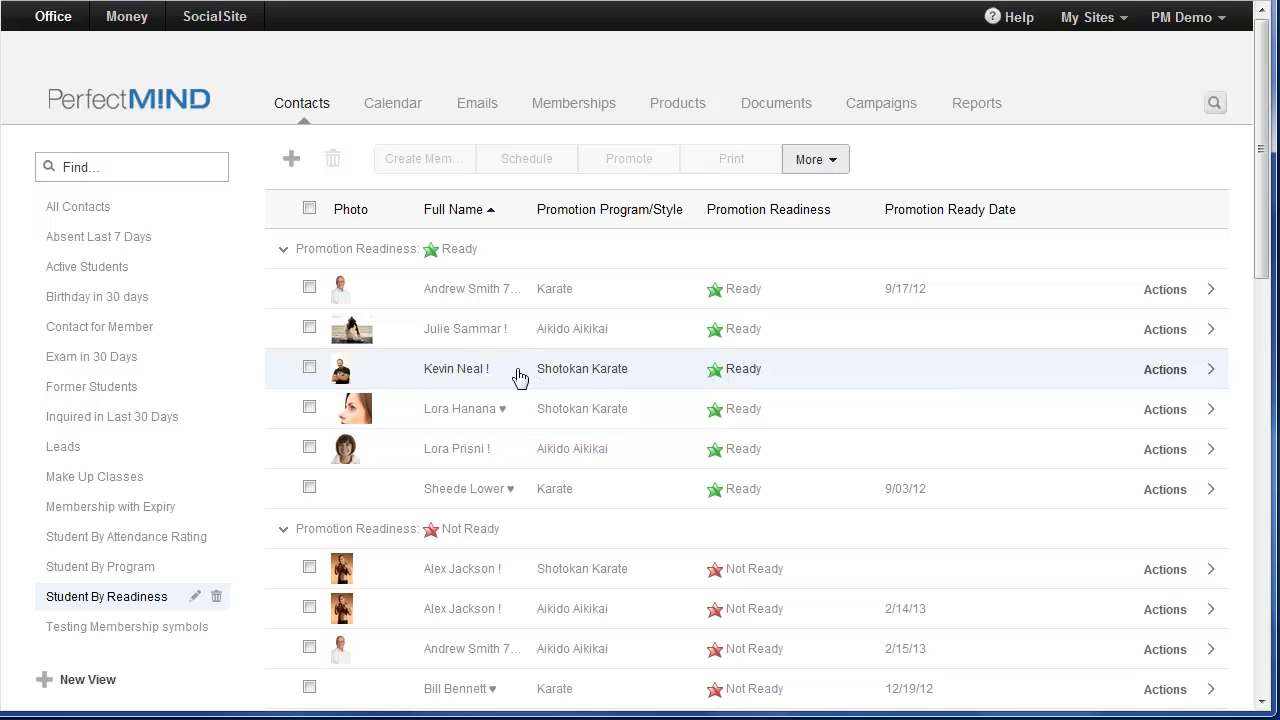 Office Money SocialSite Help My Sites PM Demo
PerfectMIND Contacts Calendar Emails Memberships Products Documents Campaigns Reports
Find...
Create Mem... Schedule Promote Print More
All Contacts
Absent Last 7 Days
Active Students
Birthday in 30 days
Contact for Member
Exam in 30 Days
Former Students
Inquired in Last 30 Days
Leads
Make Up Classes
Membership with Expiry
Student By Attendance Rating
Student By Program
Student By Readiness
Testing Membership symbols
New View
Photo Full Name Promotion Program/Style Promotion Readiness Promotion Ready Date
Promotion Readiness: Ready
Andrew Smith 7... Karate Ready 9/17/12 Actions
Julie Sammar ! Aikido Aikikai Ready Actions
Kevin Neal ! Shotokan Karate Ready Actions
Lora Hanana ♥ Shotokan Karate Ready Actions
Lora Prisni ! Aikido Aikikai Ready Actions
Sheede Lower ♥ Karate Ready 9/03/12 Actions
Promotion Readiness: Not Ready
Alex Jackson ! Shotokan Karate Not Ready Actions
Alex Jackson ! Aikido Aikikai Not Ready 2/14/13 Actions
Andrew Smith 7... Aikido Aikikai Not Ready 2/15/13 Actions
Bill Bennett ♥ Karate Not Ready 12/19/12 Actions